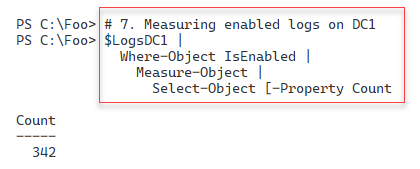 PS C:\Foo> # 7. Measuring enabled logs on DC1
PS C:\Foo> $LogsDC1 |
Where-Object IsEnabled |
Measure-Object |
Select-Object [-Property Count
Count
-----
342